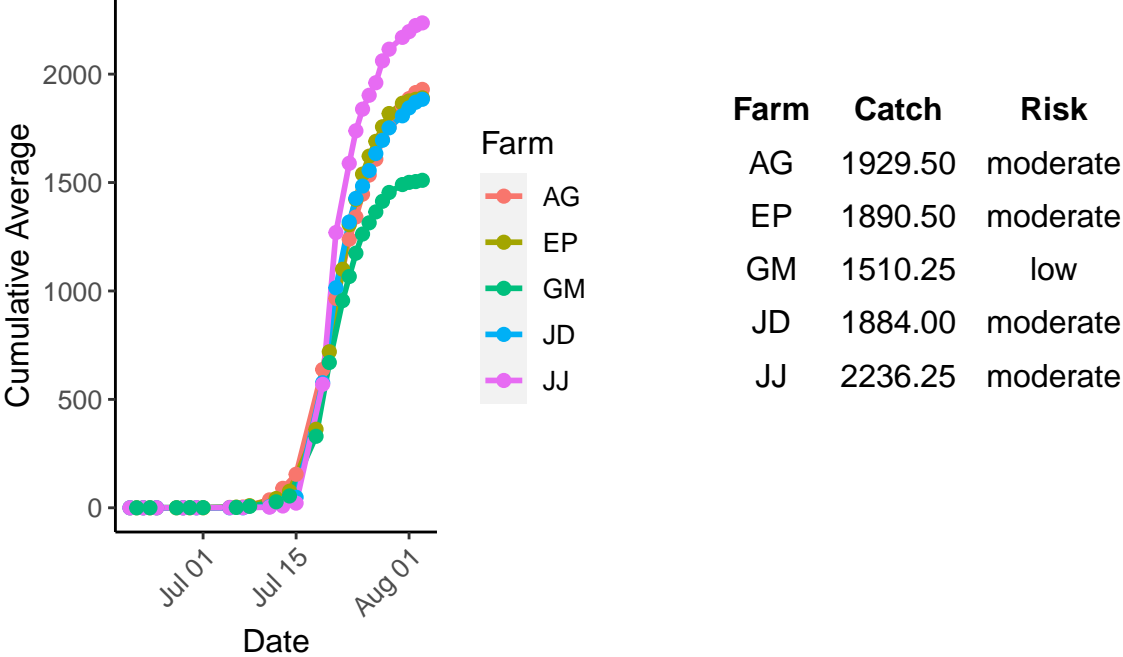 Cumulative Average
2000
1500
1000
500
0
Jul 01
Jul 15
Aug 01
Date
Farm
AG
EP
GM
JD
JJ
Farm Catch Risk
AG 1929.50 moderate
EP 1890.50 moderate
GM 1510.25 low
JD 1884.00 moderate
JJ 2236.25 moderate